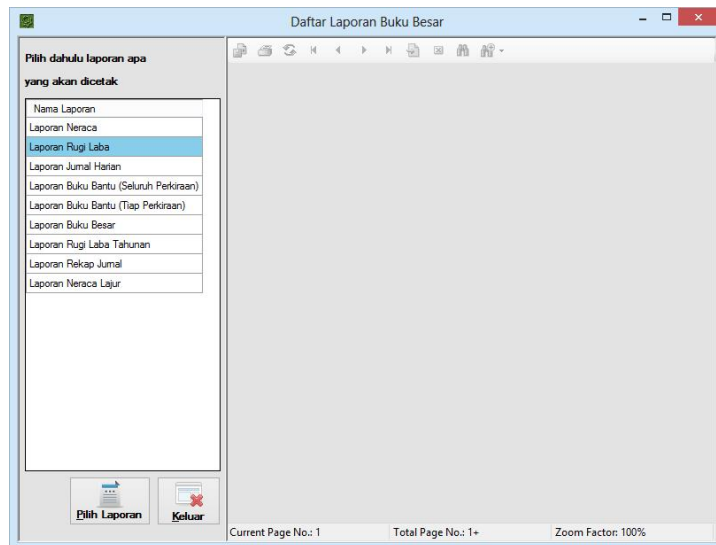 Daftar Laporan Buku Besar
Pilih dahulu laporan apa
yang akan dicetak
Nama Laporan
Laporan Neraca
Laporan Rugi Laba
Laporan Jurnal Harian
Laporan Buku Bantu (Seluruh Perkiraan)
Laporan Buku Bantu (Tiap Perkiraan)
Laporan Buku Besar
Laporan Rugi Laba Tahunan
Laporan Rekap Jurnal
Laporan Neraca Lajur
Pilih Laporan
Keluar
Current Page No.: 1
Total Page No.: 1+
Zoom Factor: 100%